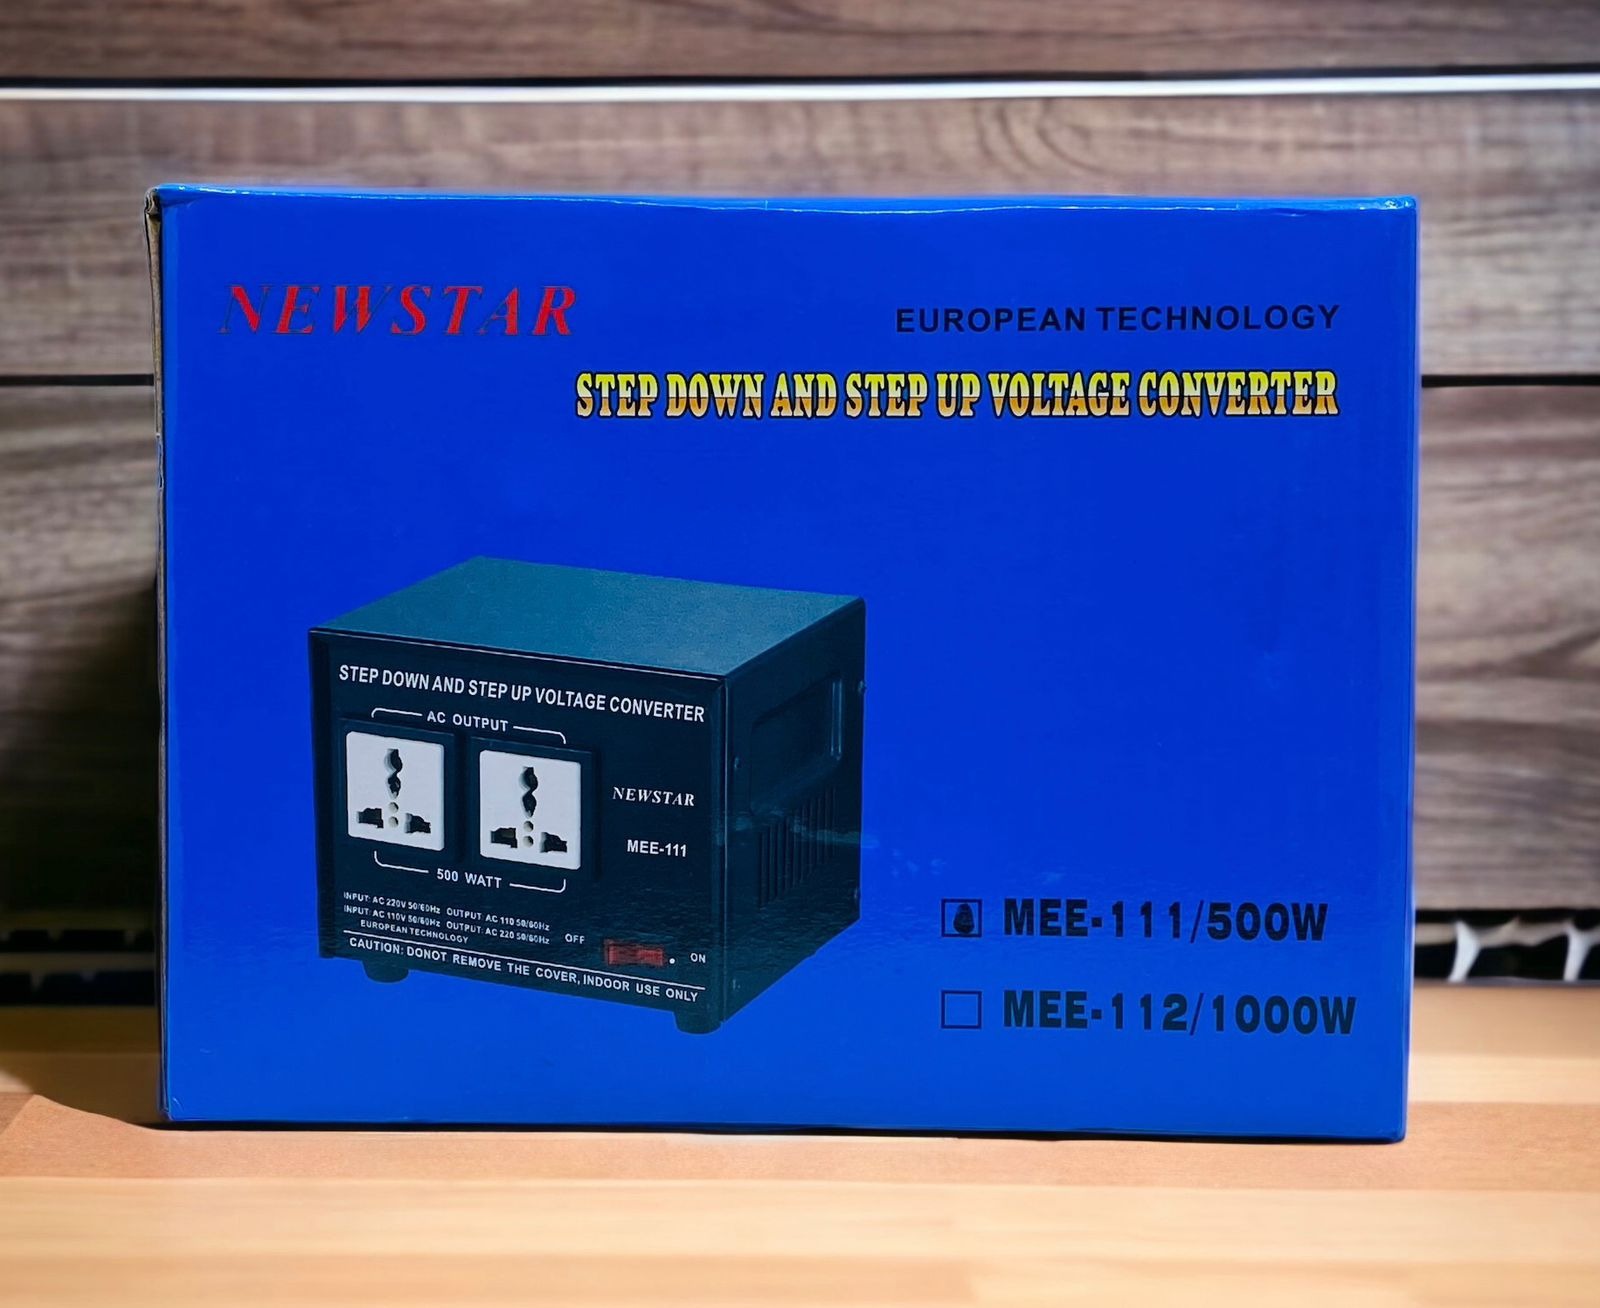 NEWSTAR
EUROPEAN TECHNOLOGY
STEP DOWN AND STEP UP VOLTAGE CONVERTER
STEP DOWN AND STEP UP VOLTAGE CONVERTER
AC OUTPUT
NEWSTAR
MEE-111
500 WATT
INPUT: AC 220V 50/60Hz OUTPUT: AC 110 50/60Hz
INPUT: AC 110V 50/60Hz OUTPUT: AC 220 50/60Hz
EUROPEAN TECHNOLOGY
OFF
ON
CAUTION: DONOT REMOVE THE COVER, INDOOR USE ONLY
MEE-111/500W
MEE-112/1000W